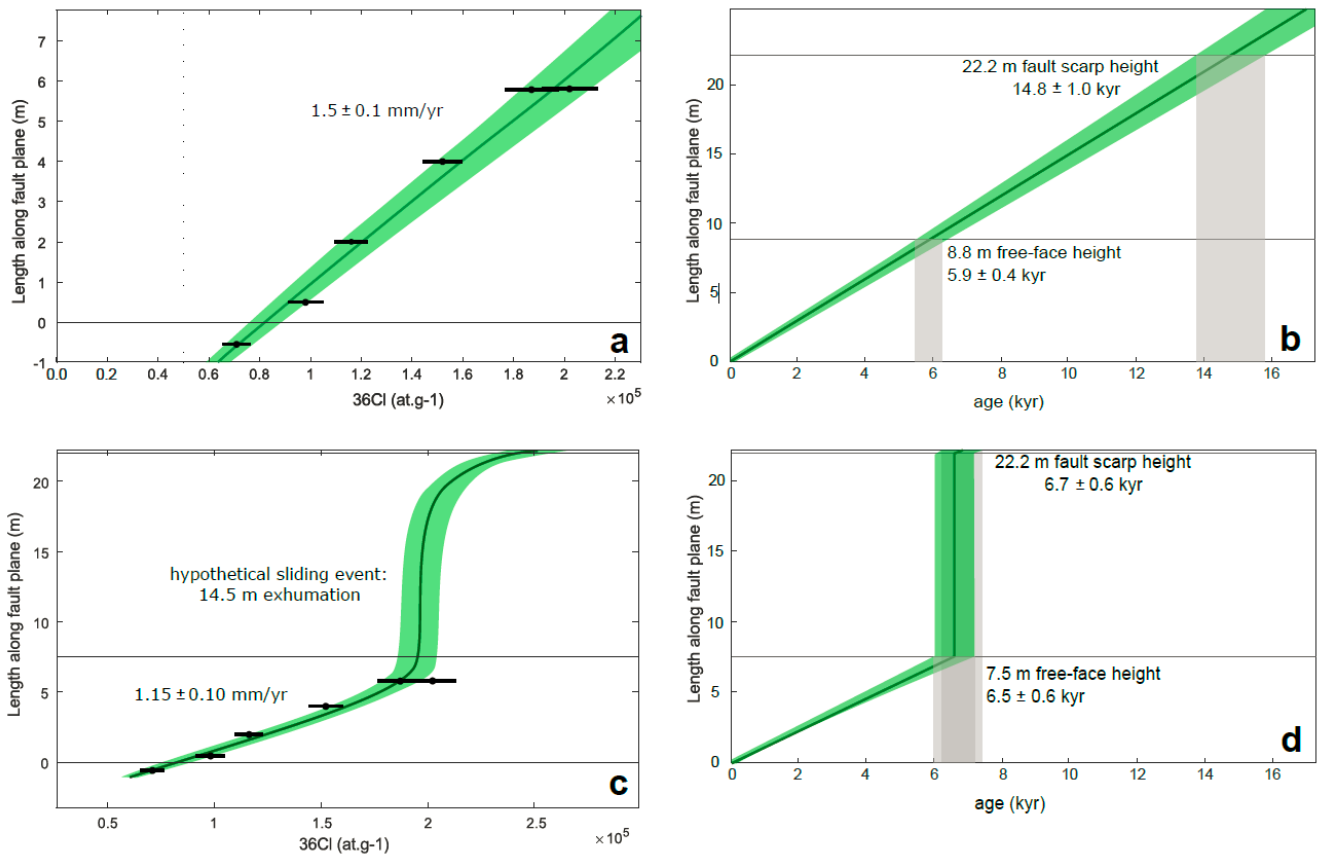 7
6
5
4
3
2
1
0
-1
Length along fault plane (m)
1.5 ± 0.1 mm/yr
a
0.0 0.2 0.4 0.6 0.8 1 1.2 1.4 1.6 1.8 2 2.2
36Cl (at.g-1)
×10⁵
20
15
10
5
0
Length along fault plane (m)
22.2 m fault scarp height
14.8 ± 1.0 kyr
8.8 m free-face height
5.9 ± 0.4 kyr
b
0 2 4 6 8 10 12 14 16
age (kyr)
20
15
10
5
0
Length along fault plane (m)
hypothetical sliding event:
14.5 m exhumation
1.15 ± 0.10 mm/yr
c
0.5 1 1.5 2 2.5
36Cl (at.g-1)
×10⁵
20
15
10
5
0
Length along fault plane (m)
22.2 m fault scarp height
6.7 ± 0.6 kyr
7.5 m free-face height
6.5 ± 0.6 kyr
d
0 2 4 6 8 10 12 14 16
age (kyr)